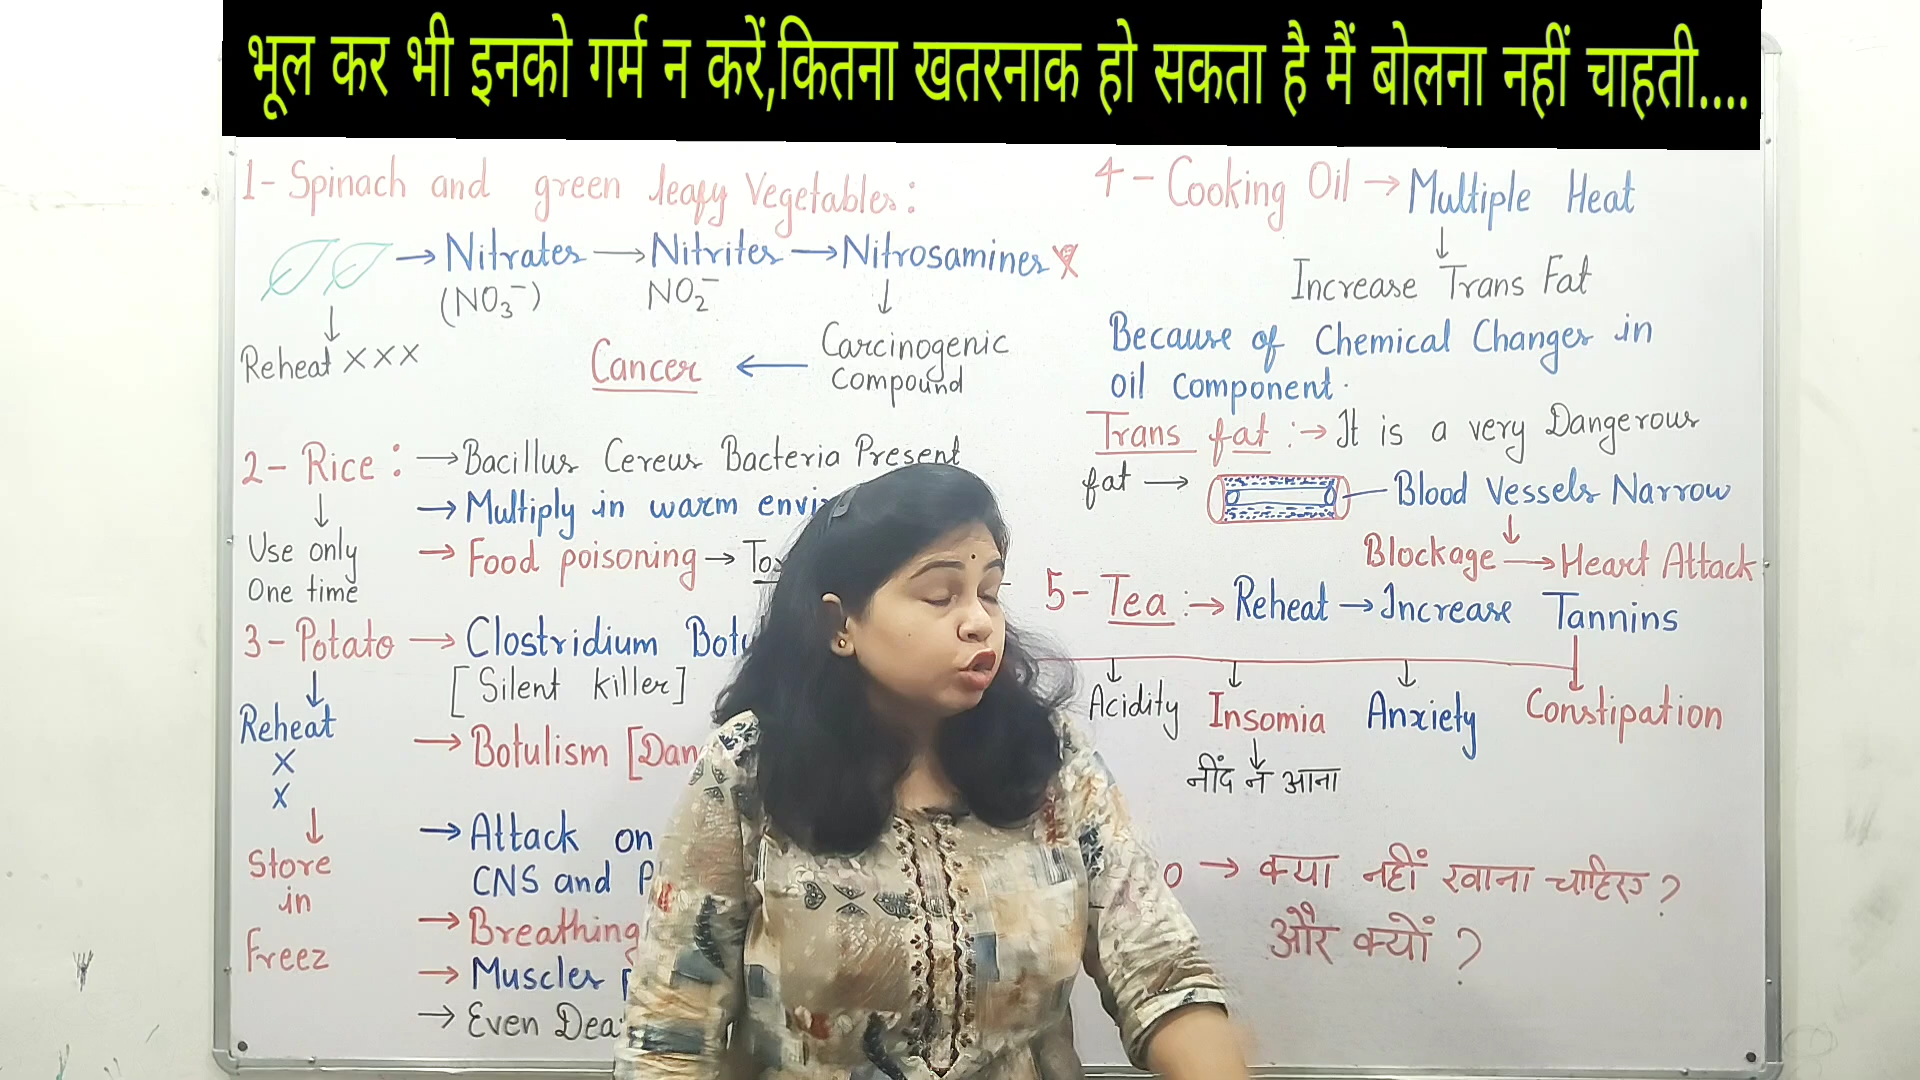 भूल कर भी इनको गर्म न करें,कितना खतरनाक हो सकता है मैं बोलना नहीं चाहती....
1- Spinach and green leafy Vegetables:
→ Nitrates → Nitrites → Nitrosamines
(NO3⁻) NO2⁻
↓
Reheat XXX
↓
Carcinogenic
Compound
← Cancer
2- Rice : → Bacillus Cereus Bacteria Present
→ Multiply in warm
→ Food poisoning →
↓
Use only
One time
3- Potato → Clostridium
[Silent killer]
↓
Reheat
X
X
→ Botulism
→ Attack on
CNS and
↓
Store
in
Freez
→ Breathing
→ Muscles
→ Even
4- Cooking Oil → Multiple Heat
↓
Increase Trans Fat
Because of Chemical Changes in
oil component.
Trans fat :→ It is a very Dangerous
fat → Blood Vessels Narrow
↓
Blockage → Heart Attack
5- Tea :→ Reheat → Increase Tannins
↓ ↓ ↓ ↓
Acidity Insomia Anxiety Constipation
↓
नींद न आना
→ क्या नहीं खाना चाहिए ?
और क्यों ?